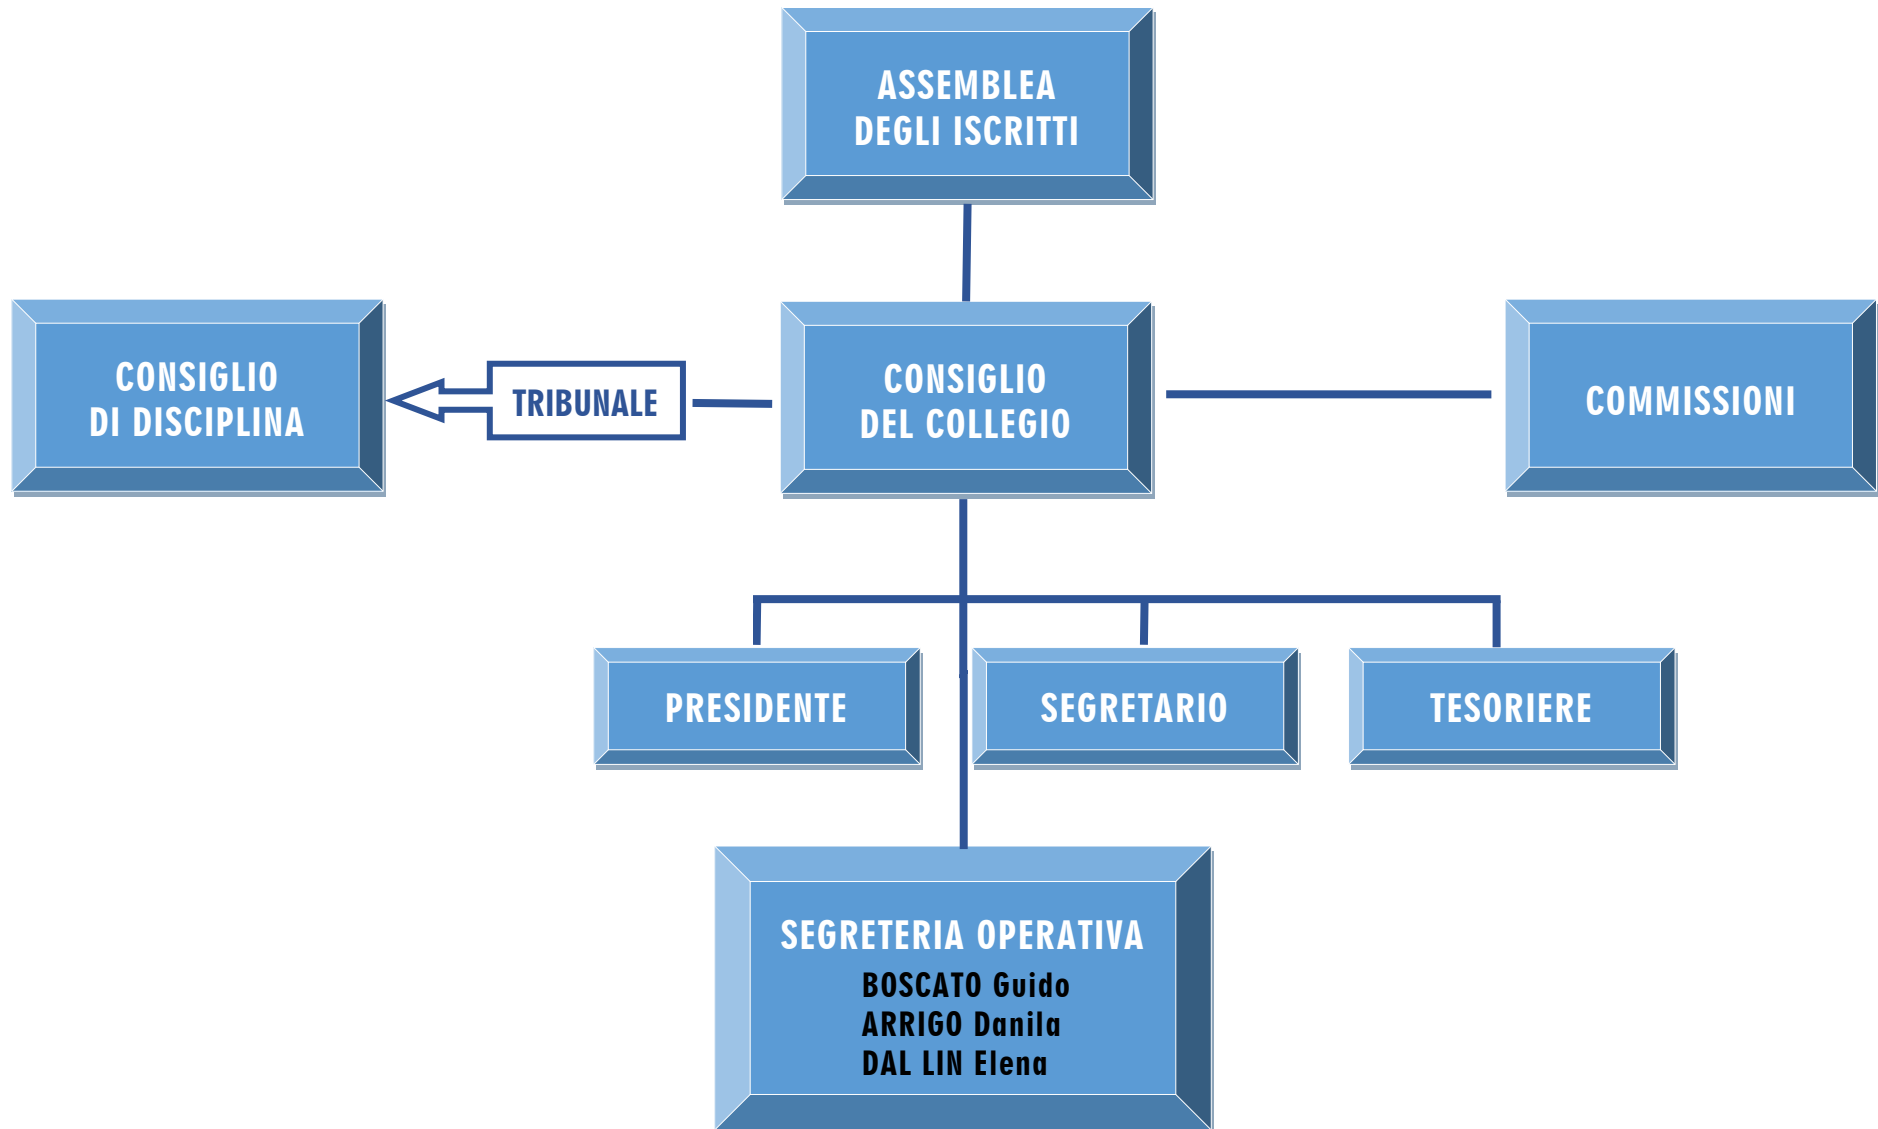 ASSEMBLEA
DEGLI ISCRITTI
CONSIGLIO
DI DISCIPLINA
TRIBUNALE
CONSIGLIO
DEL COLLEGIO
COMMISSIONI
PRESIDENTE
SEGRETARIO
TESORIERE
SEGRETERIA OPERATIVA
BOSCATO Guido
ARRIGO Danila
DAL LIN Elena